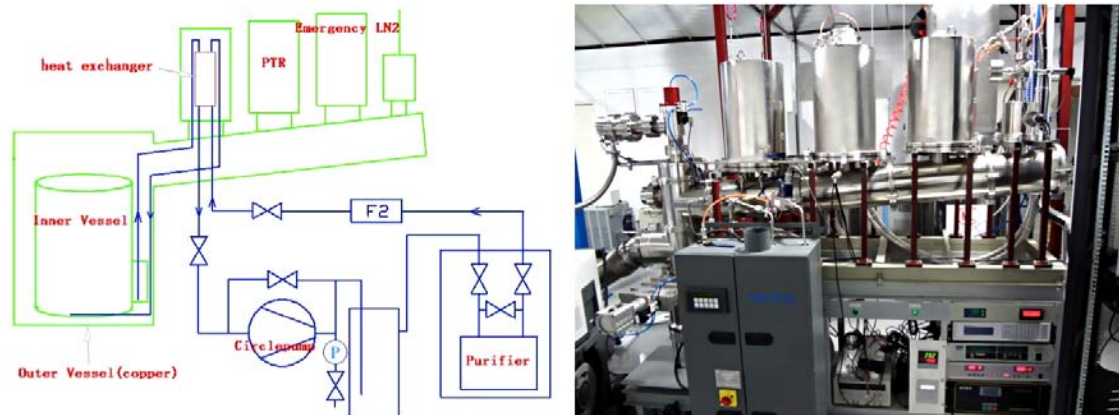 Emergency LN2
PTR
heat exchanger
Inner Vessel
F2
Circlepump
P
Purifier
Outer Vessel(copper)